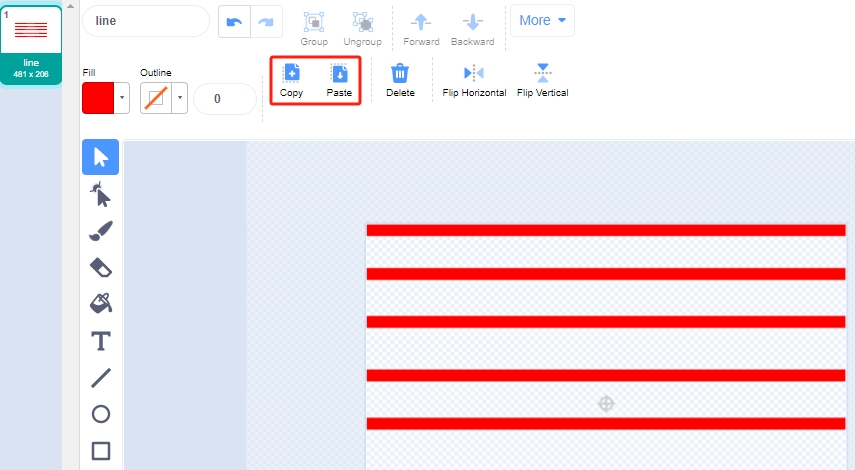 1
line
481 x 206
line
Group
Ungroup
Forward
Backward
More
Fill
Outline
0
Copy
Paste
Delete
Flip Horizontal
Flip Vertical
T